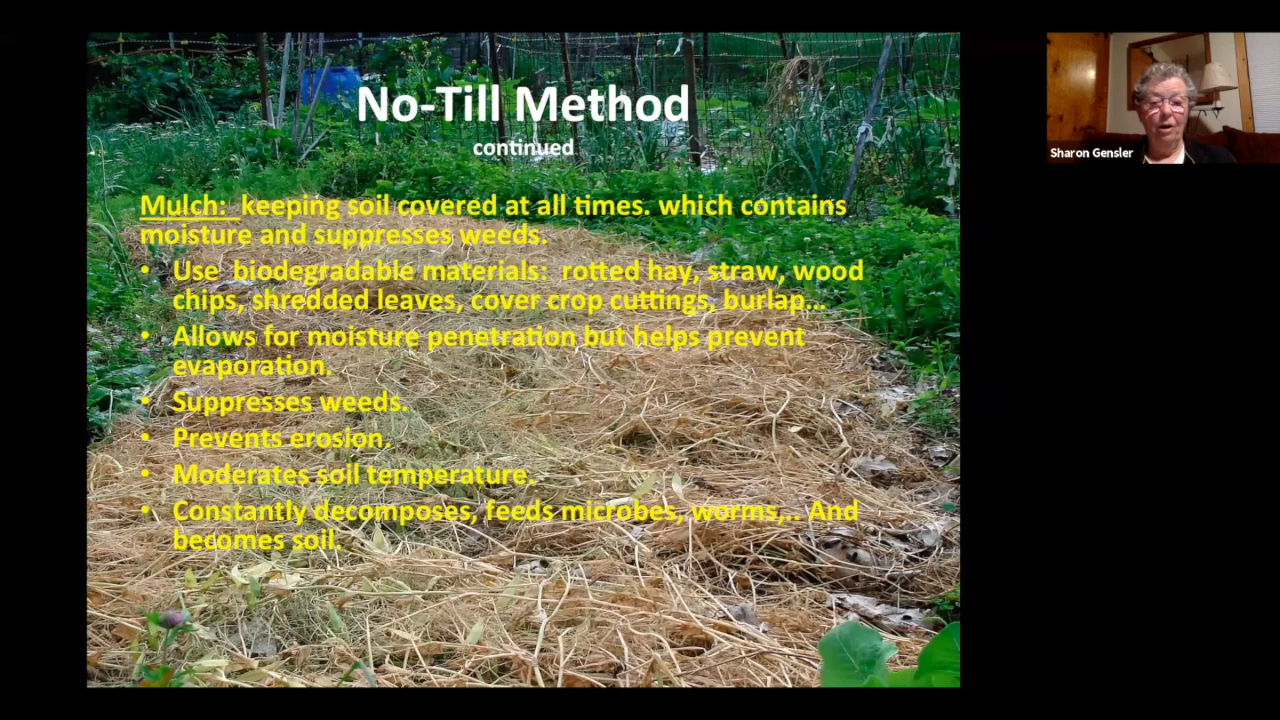 No-Till Method
continued
Mulch:  keeping soil covered at all times. which contains
moisture and suppresses weeds.
• Use  biodegradable materials:  rotted hay, straw, wood
chips, shredded leaves, cover crop cuttings, burlap...
• Allows for moisture penetration but helps prevent
evaporation.
• Suppresses weeds.
• Prevents erosion.
• Moderates soil temperature.
• Constantly decomposes, feeds microbes, worms,.. And
becomes soil.
Sharon Gensler